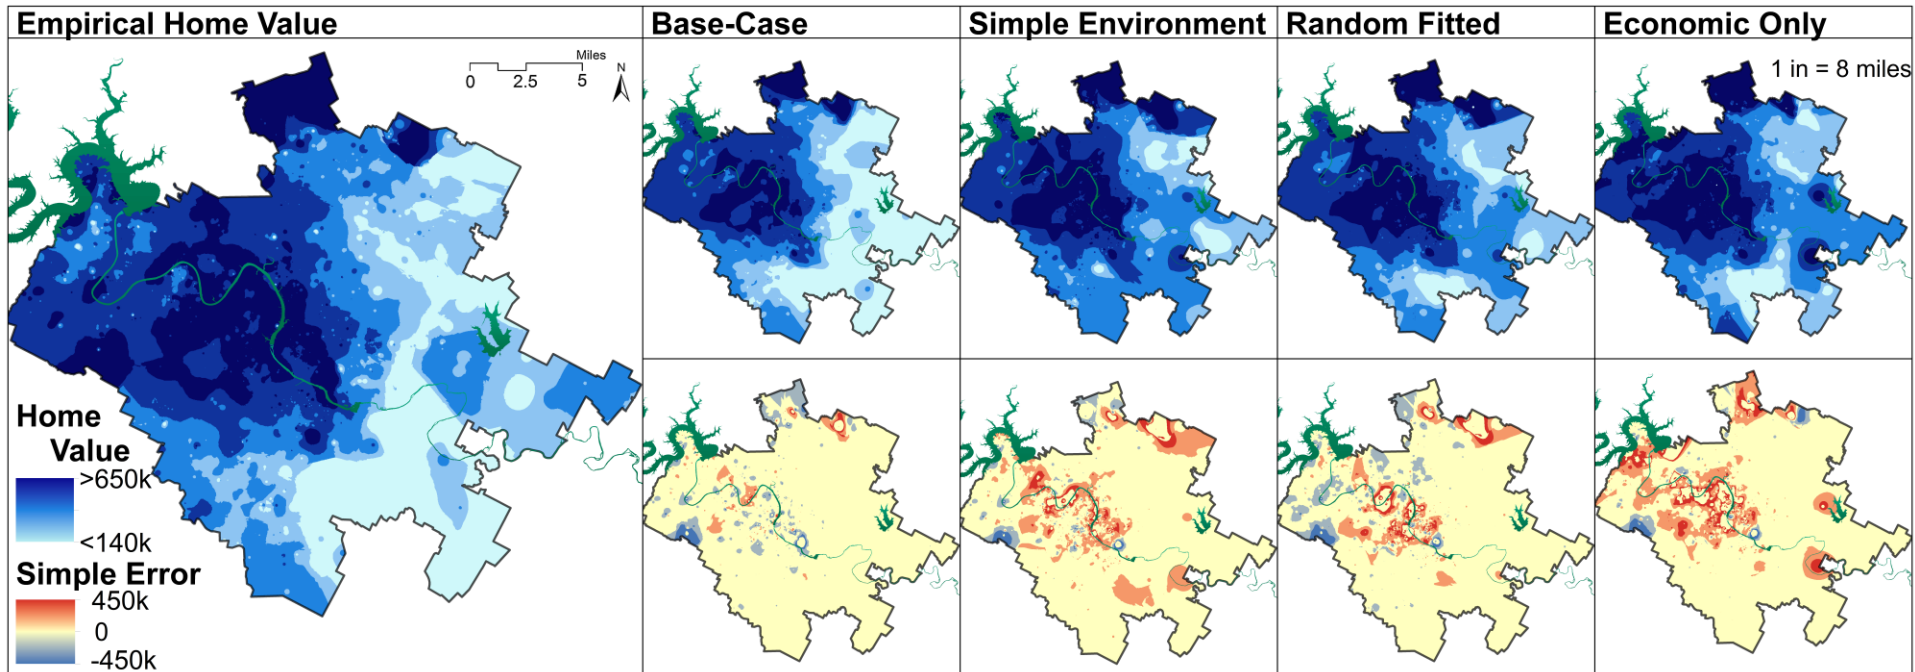 Empirical Home Value
Base-Case
Simple Environment
Random Fitted
Economic Only
Miles
0 2.5 5
N
1 in = 8 miles
Home
Value
>650k
<140k
Simple Error
450k
0
-450k